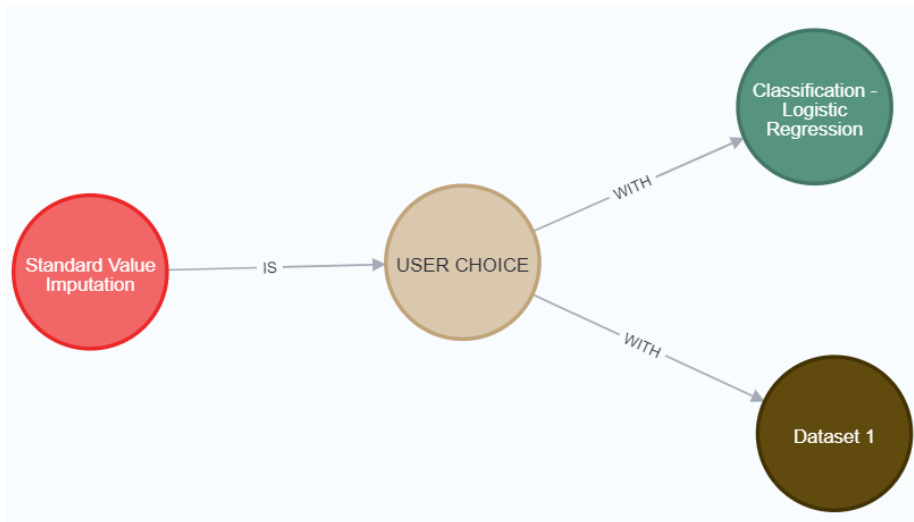 Classification -
Logistic
Regression
WITH
Standard Value
Imputation
IS
USER CHOICE
WITH
Dataset 1